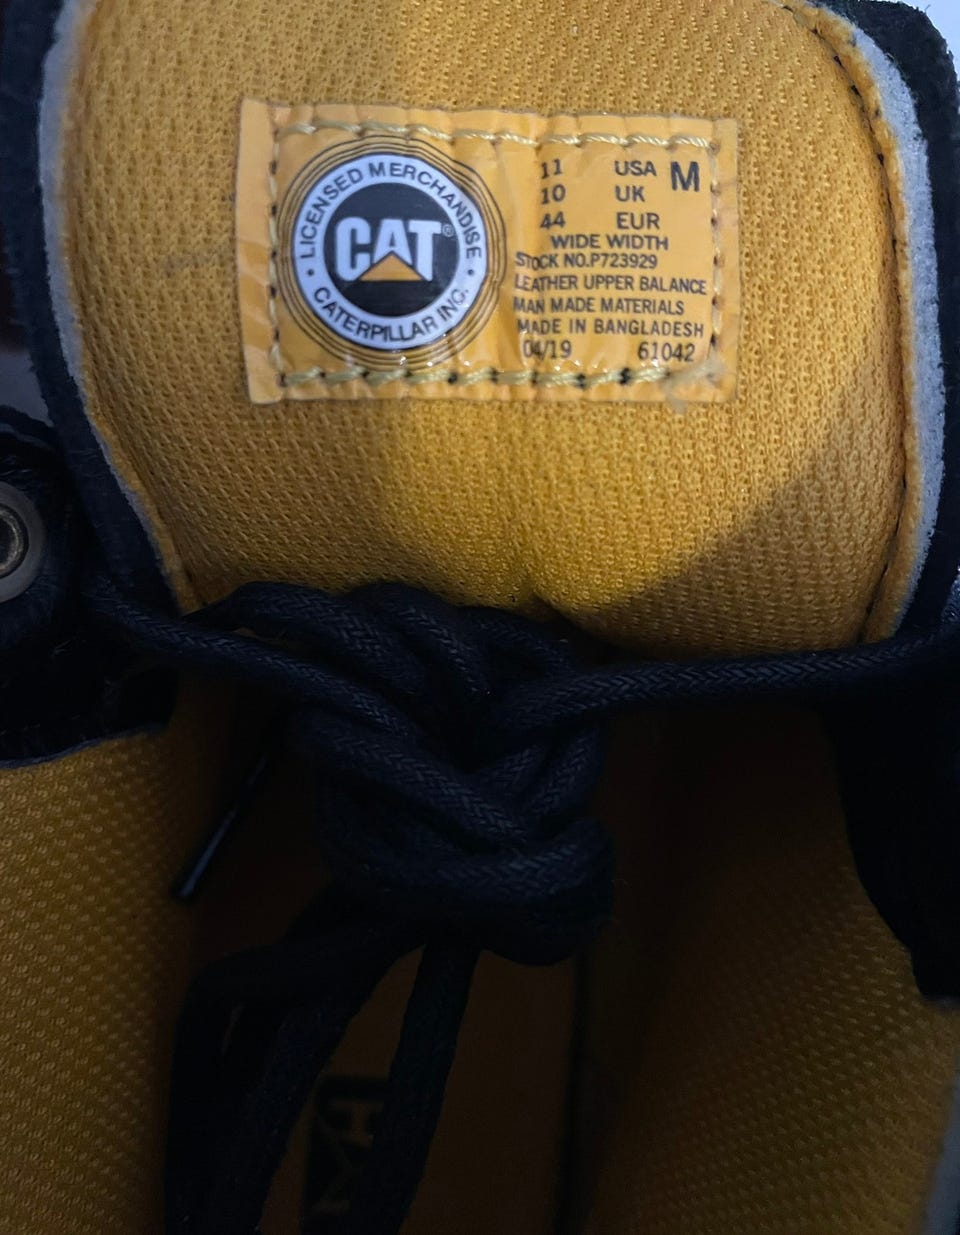 LICENSED MERCHANDISE
CAT®
CATERPILLAR INC.
11 USA M
10 UK
44 EUR
WIDE WIDTH
STOCK NO.P723929
LEATHER UPPER BALANCE
MAN MADE MATERIALS
MADE IN BANGLADESH
04/19 61042